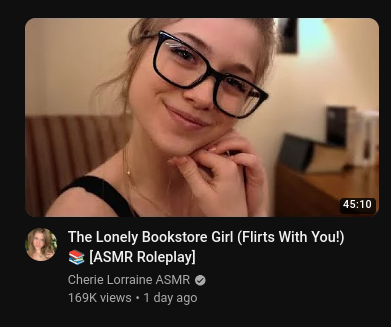 45:10
The Lonely Bookstore Girl (Flirts With You!)
📚 [ASMR Roleplay]
Cherie Lorraine ASMR
169K views • 1 day ago